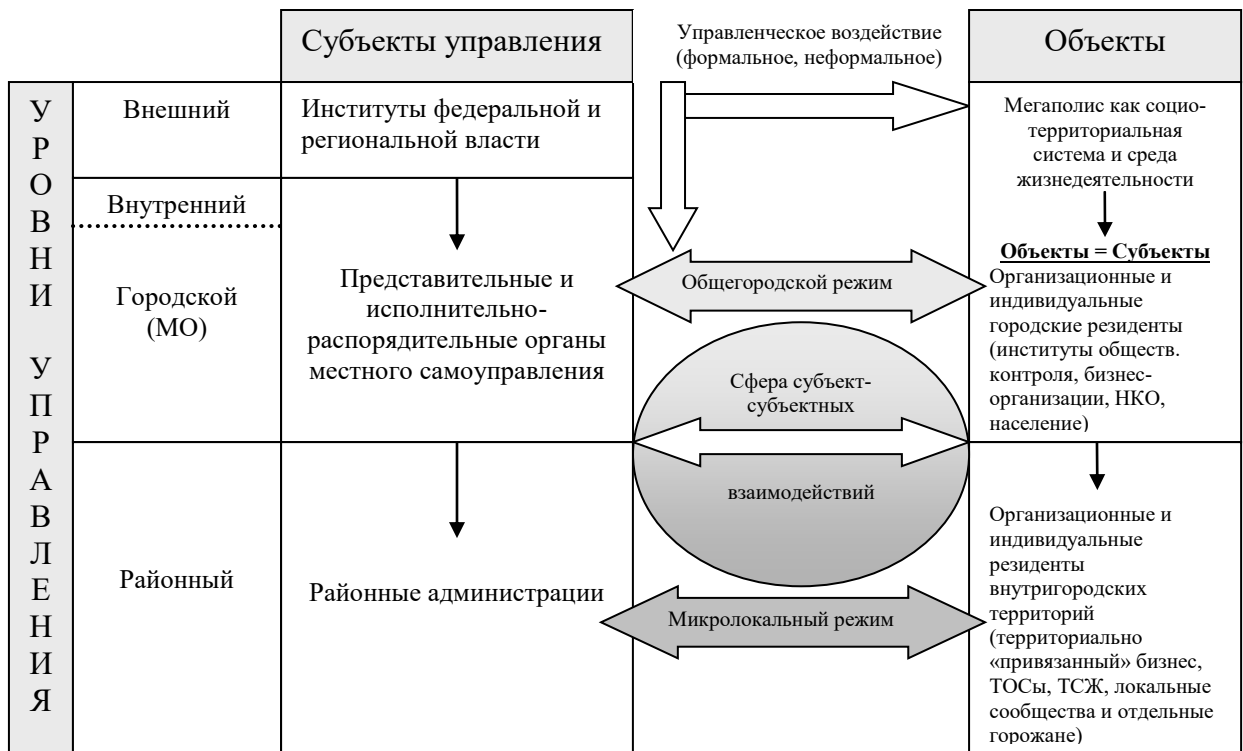 Субъекты управления
Управленческое воздействие
(формальное, неформальное)
Объекты
УРОВНИ УПРАВЛЕНИЯ
Внешний
Институты федеральной и
региональной власти
Мегаполис как социо-
территориальная
система и среда
жизнедеятельности
Внутренний
Городской
(МО)
Представительные и
исполнительно-
распорядительные органы
местного самоуправления
Общегородской режим
Объекты = Субъекты
Организационные и
индивидуальные
городские резиденты
(институты обществ.
контроля, бизнес-
организации, НКО,
население)
Сфера субъект-
субъектных
взаимодействий
Районный
Районные администрации
Микролокальный режим
Организационные и
индивидуальные
резиденты
внутригородских
территорий
(территориально
«привязанный» бизнес,
ТОСы, ТСЖ, локальные
сообщества и отдельные
горожане)